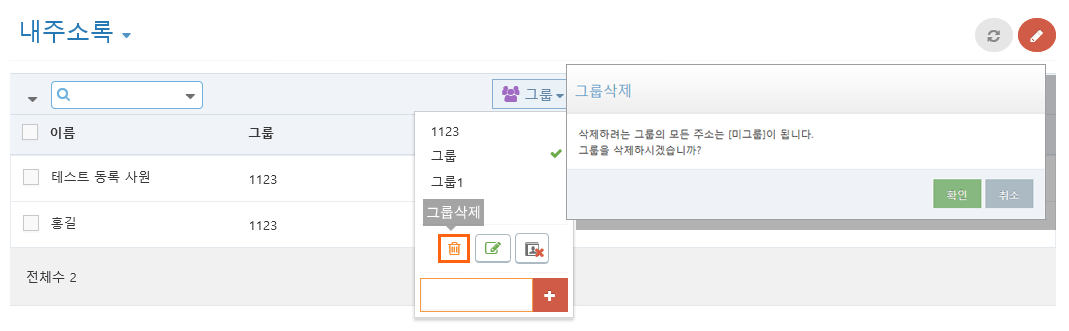 내주소록
그룹
이름
그룹
테스트 동록 사원
1123
홍길
1123
전체수 2
1123
그룹
그룹1
그룹삭제
그룹삭제
삭제하려는 그룹의 모든 주소는 [미그룹]이 됩니다.
그룹을 삭제하시겠습니까?
확인
취소